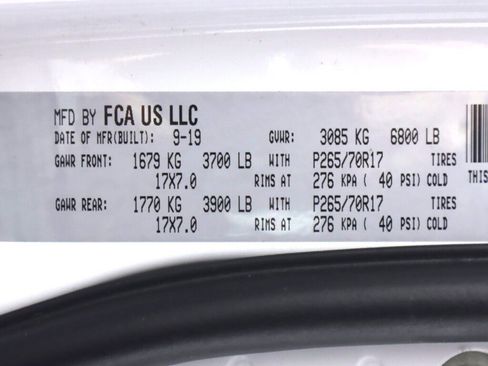 MFD BY FCA US LLC
DATE OF MFR(BUILT): 9-19 GVWR: 3085 KG 6800 LB
GAWR FRONT: 1679 KG 3700 LB WITH P265/70R17 TIRES
17X7.0 RIMS AT 276 KPA ( 40 PSI) COLD THIS
GAWR REAR: 1770 KG 3900 LB WITH P265/70R17 TIRES
17X7.0 RIMS AT 276 KPA ( 40 PSI) COLD